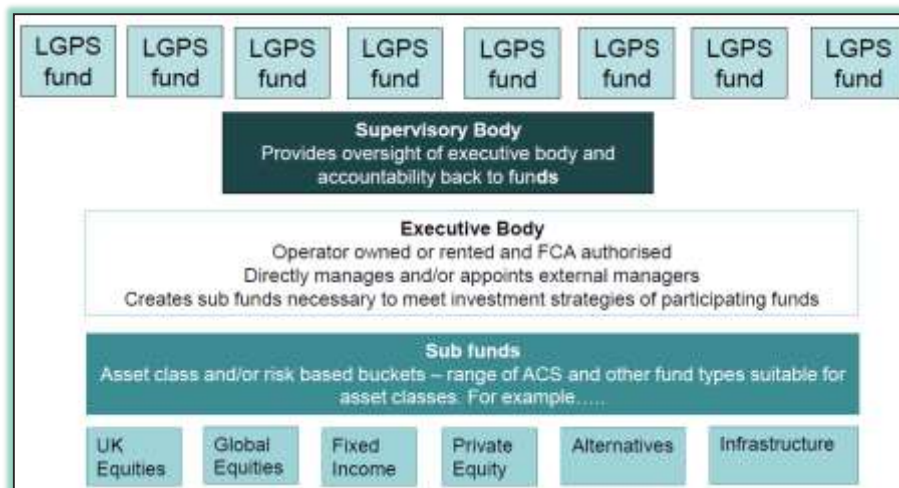 LGPS fund
LGPS fund
LGPS fund
LGPS fund
LGPS fund
LGPS fund
LGPS fund
LGPS fund
Supervisory Body
Provides oversight of executive body and
accountability back to funds
Executive Body
Operator owned or rented and FCA authorised
Directly manages and/or appoints external managers
Creates sub funds necessary to meet investment strategies of participating funds
Sub funds
Asset class and/or risk based buckets – range of ACS and other fund types suitable for
asset classes. For example…..
UK
Equities
Global
Equities
Fixed
Income
Private
Equity
Alternatives
Infrastructure